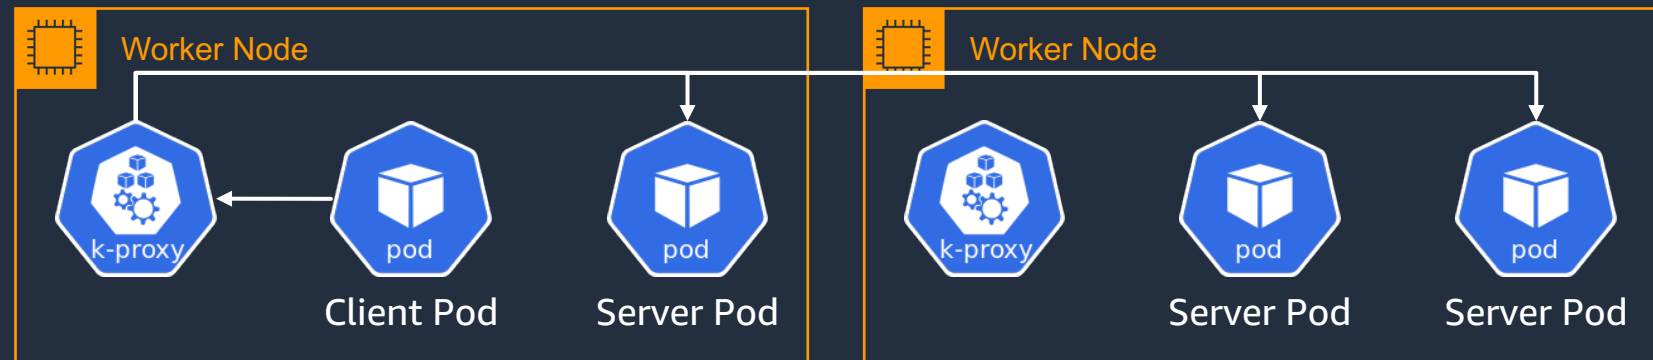 Worker Node
Worker Node
k-proxy
pod
pod
k-proxy
pod
pod
Client Pod
Server Pod
Server Pod
Server Pod